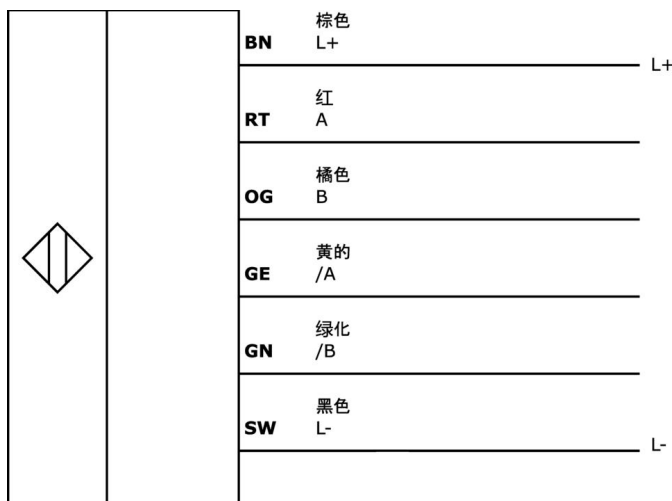 棕色
BN L+
L+
红
RT A
橘色
OG B
黄的
GE /A
绿化
GN /B
黑色
SW L-
L-